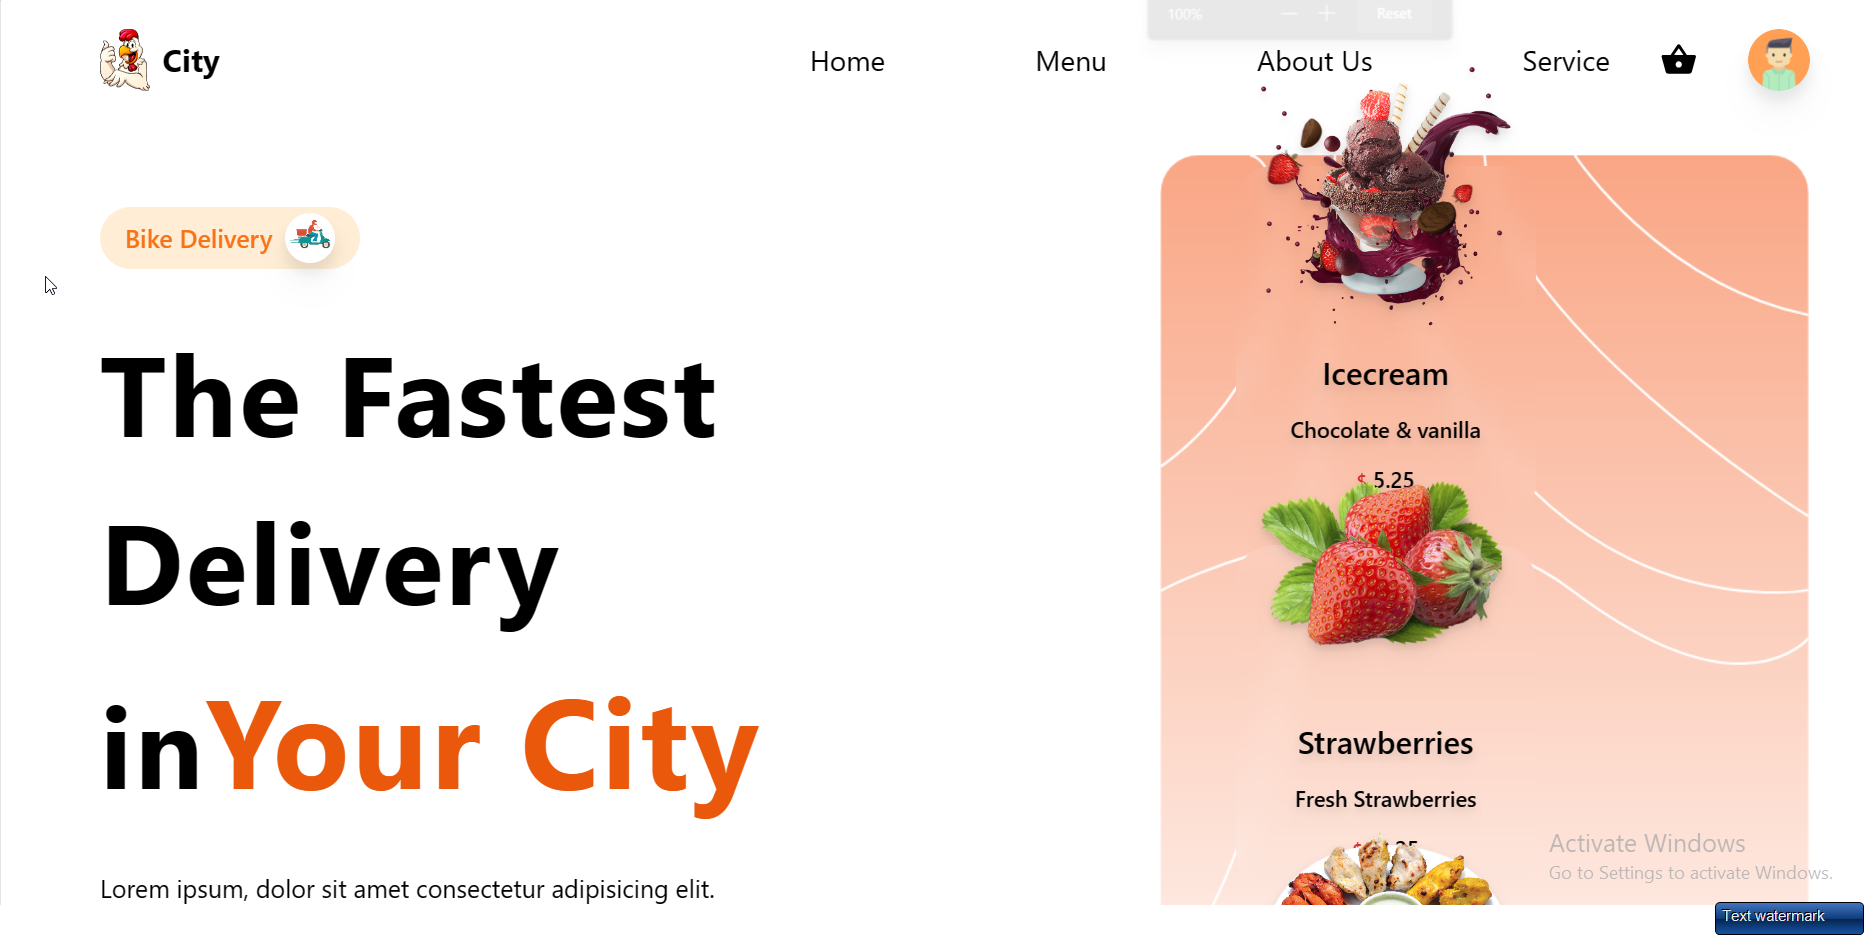 100%
Reset
City
Home
Menu
About Us
Service
Bike Delivery
The Fastest
Delivery
inYour City
Lorem ipsum, dolor sit amet consectetur adipisicing elit.
Icecream
Chocolate & vanilla
$ 5.25
Strawberries
Fresh Strawberries
Activate Windows
Go to Settings to activate Windows.
Text watermark